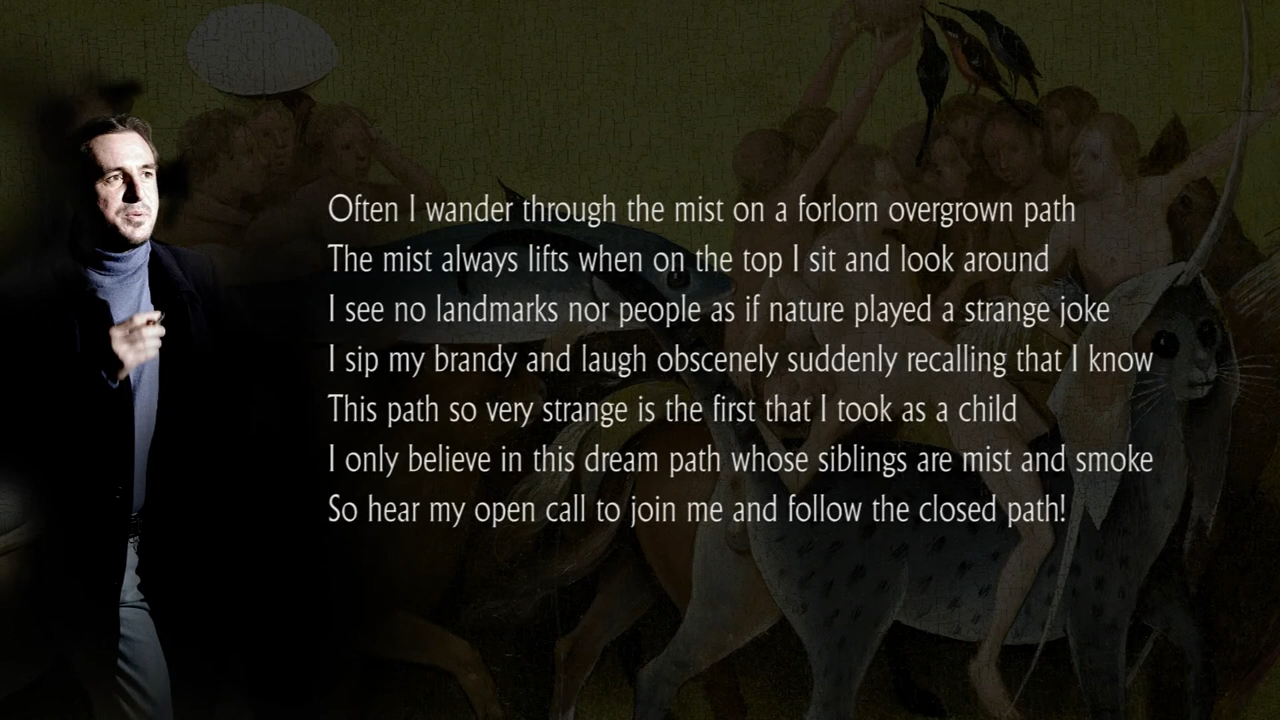 Often I wander through the mist on a forlorn overgrown path
The mist always lifts when on the top I sit and look around
I see no landmarks nor people as if nature played a strange joke
I sip my brandy and laugh obscenely suddenly recalling that I know
This path so very strange is the first that I took as a child
I only believe in this dream path whose siblings are mist and smoke
So hear my open call to join me and follow the closed path!